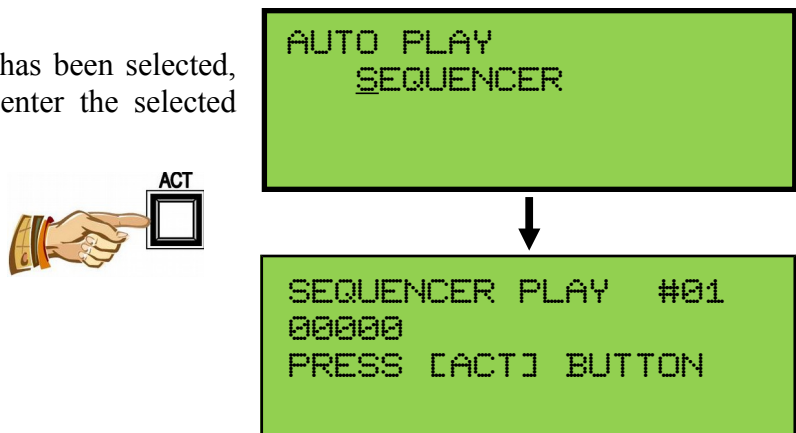 has been selected,
enter the selected
ACT
AUTO PLAY
SEQUENCER
SEQUENCER PLAY #01
00000
PRESS [ACT] BUTTON